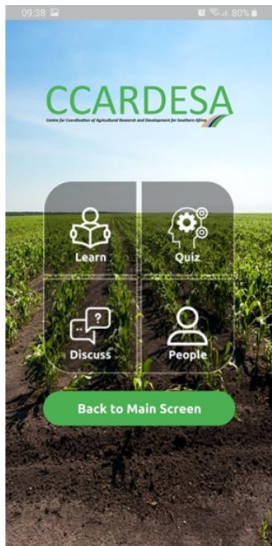 09:38 80%
CCARDESA
Centre for Coordination of Agricultural Research and Development for Southern Africa
Learn Quiz
Discuss People
Back to Main Screen